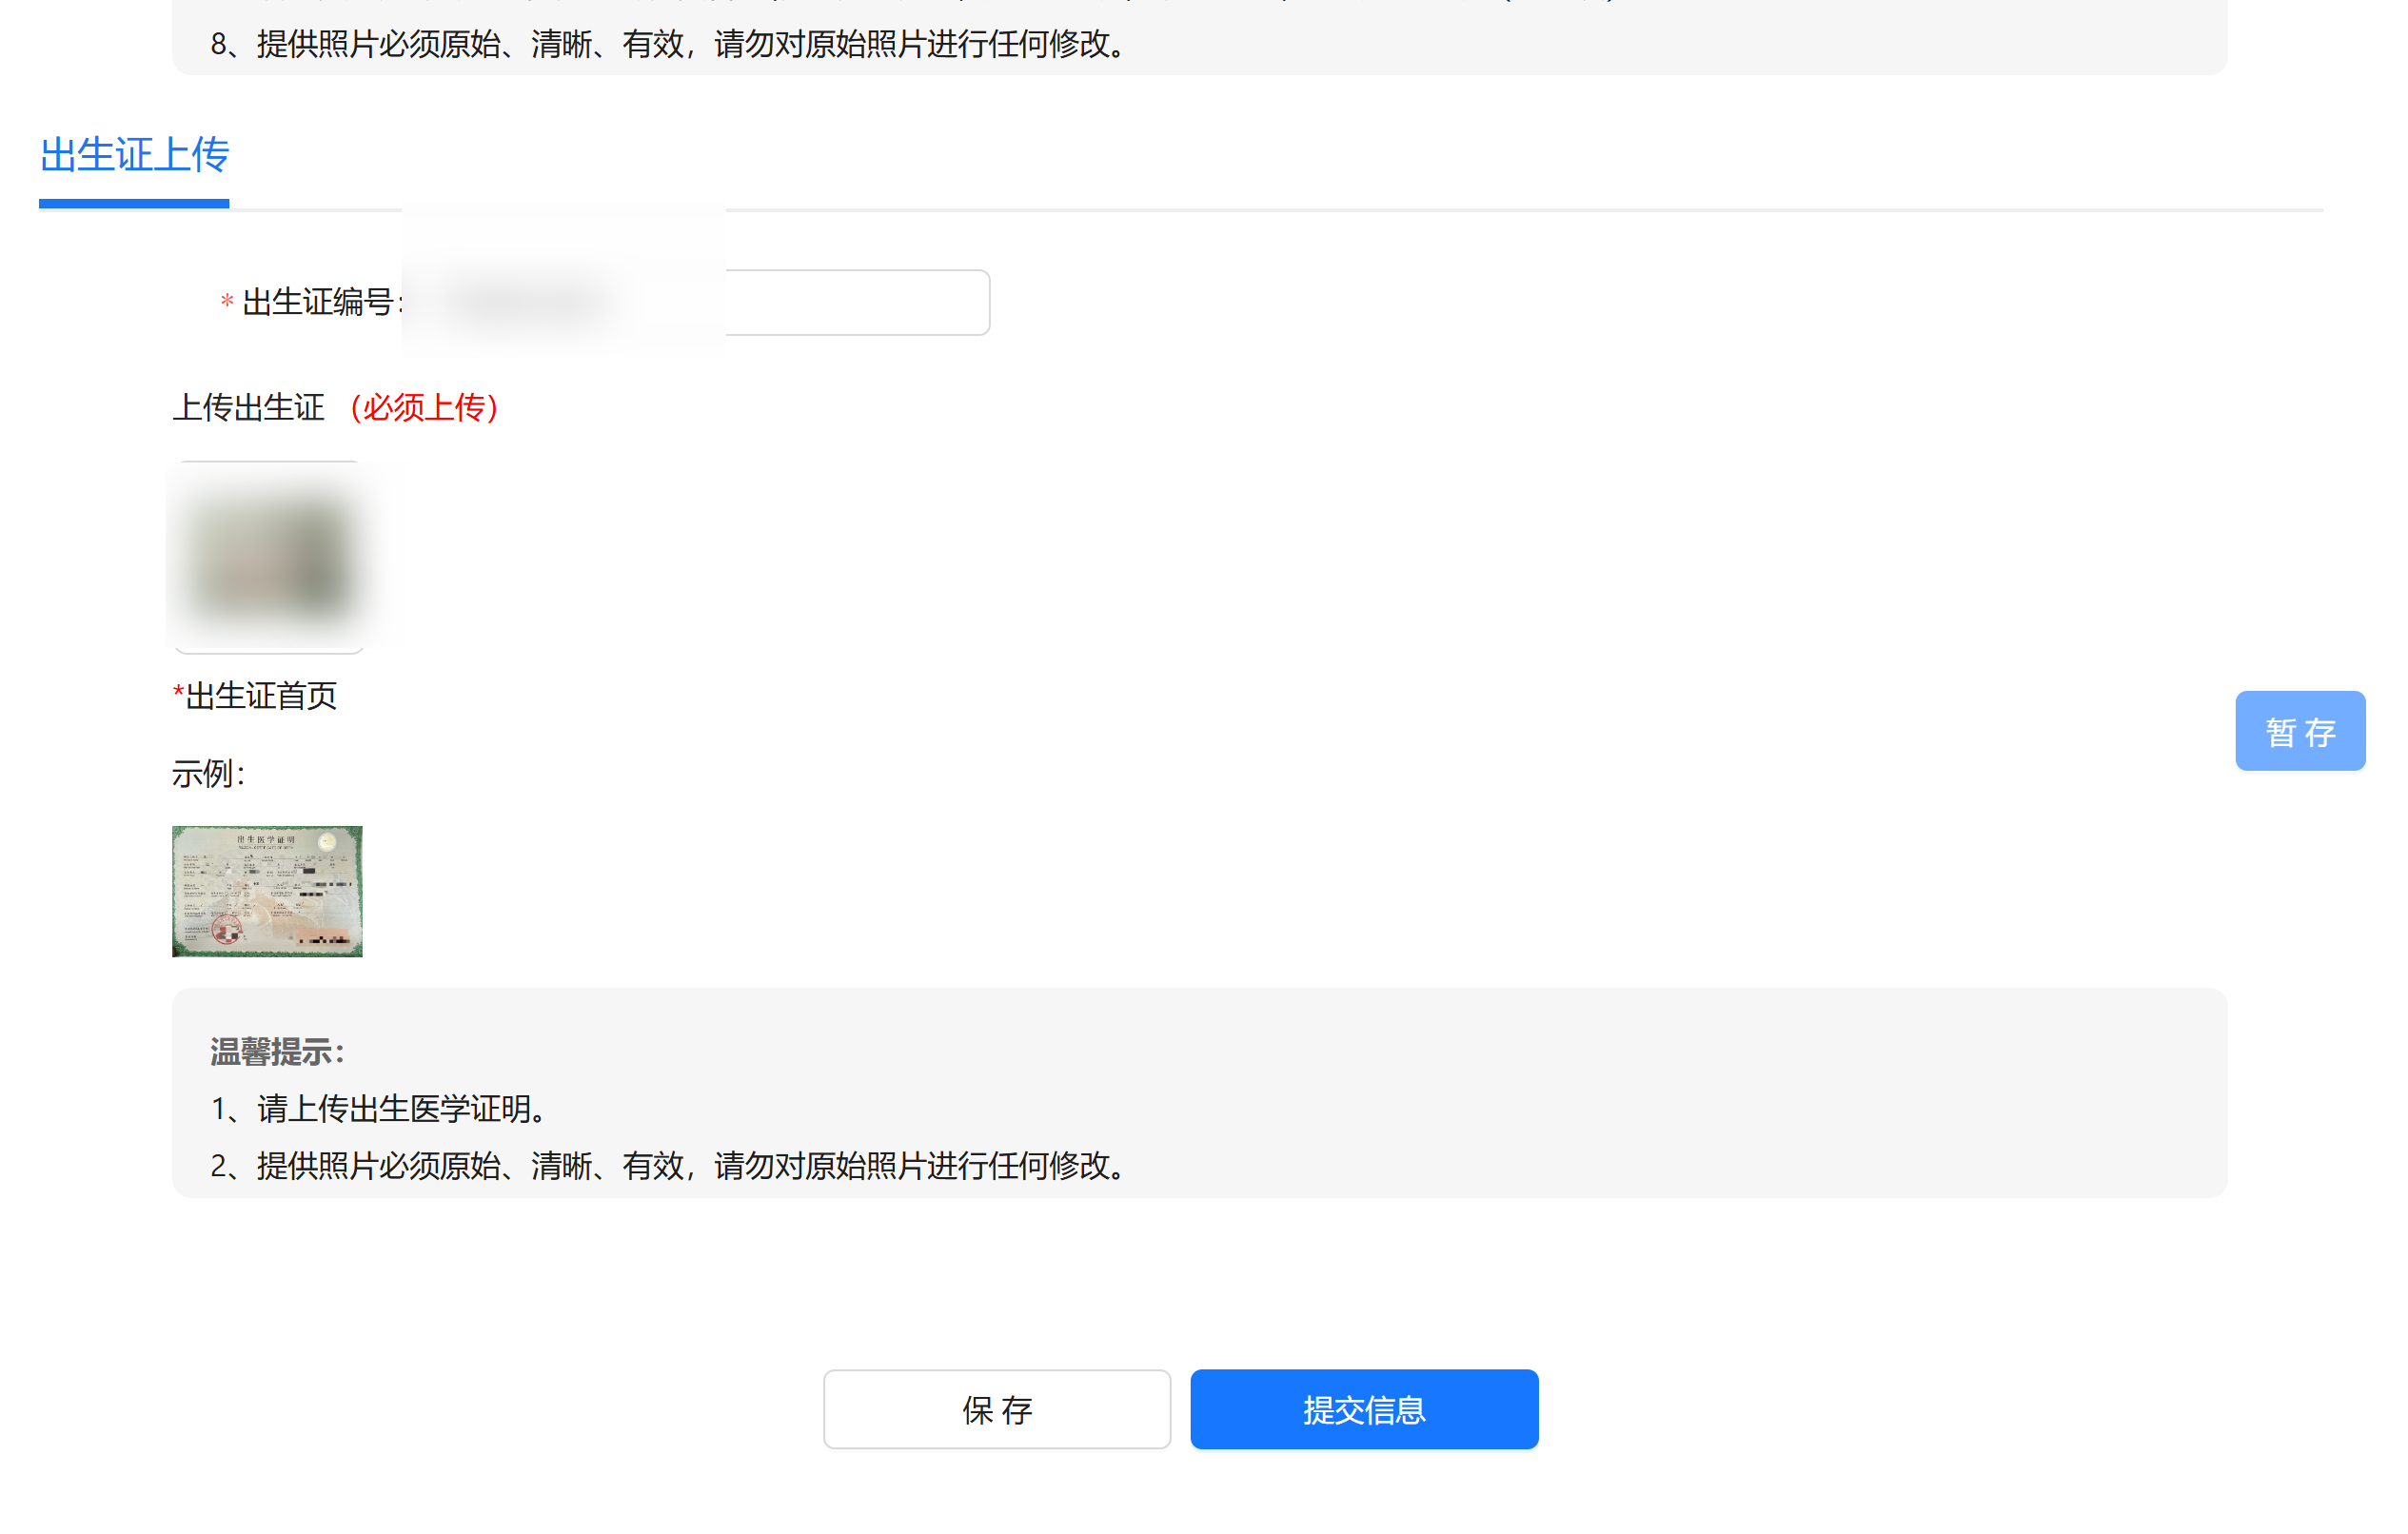 8、提供照片必须原始、清晰、有效，请勿对原始照片进行任何修改。
出生证上传
* 出生证编号:
上传出生证 （必须上传）
*出生证首页
暂 存
示例：
出生医学证明
温馨提示：
1、请上传出生医学证明。
2、提供照片必须原始、清晰、有效，请勿对原始照片进行任何修改。
保 存
提交信息